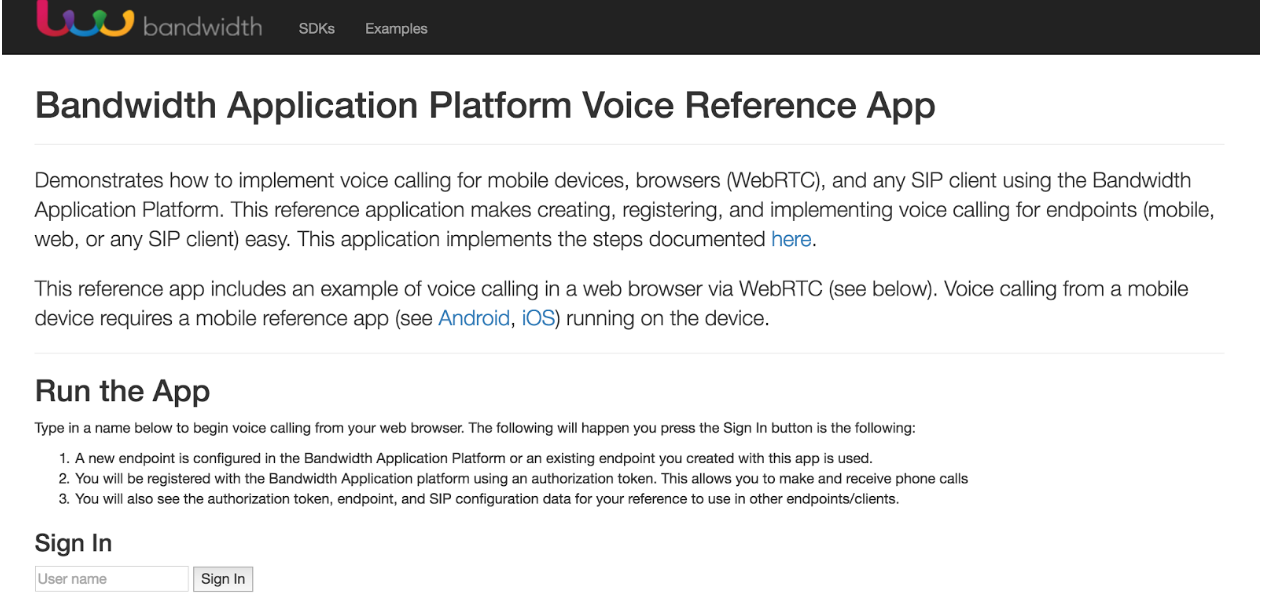 bandwidth SDKs Examples
Bandwidth Application Platform Voice Reference App
Demonstrates how to implement voice calling for mobile devices, browsers (WebRTC), and any SIP client using the Bandwidth
Application Platform. This reference application makes creating, registering, and implementing voice calling for endpoints (mobile,
web, or any SIP client) easy. This application implements the steps documented here.
This reference app includes an example of voice calling in a web browser via WebRTC (see below). Voice calling from a mobile
device requires a mobile reference app (see Android, iOS) running on the device.
Run the App
Type in a name below to begin voice calling from your web browser. The following will happen you press the Sign In button is the following:
1. A new endpoint is configured in the Bandwidth Application Platform or an existing endpoint you created with this app is used.
2. You will be registered with the Bandwidth Application platform using an authorization token. This allows you to make and receive phone calls
3. You will also see the authorization token, endpoint, and SIP configuration data for your reference to use in other endpoints/clients.
Sign In
User name Sign In